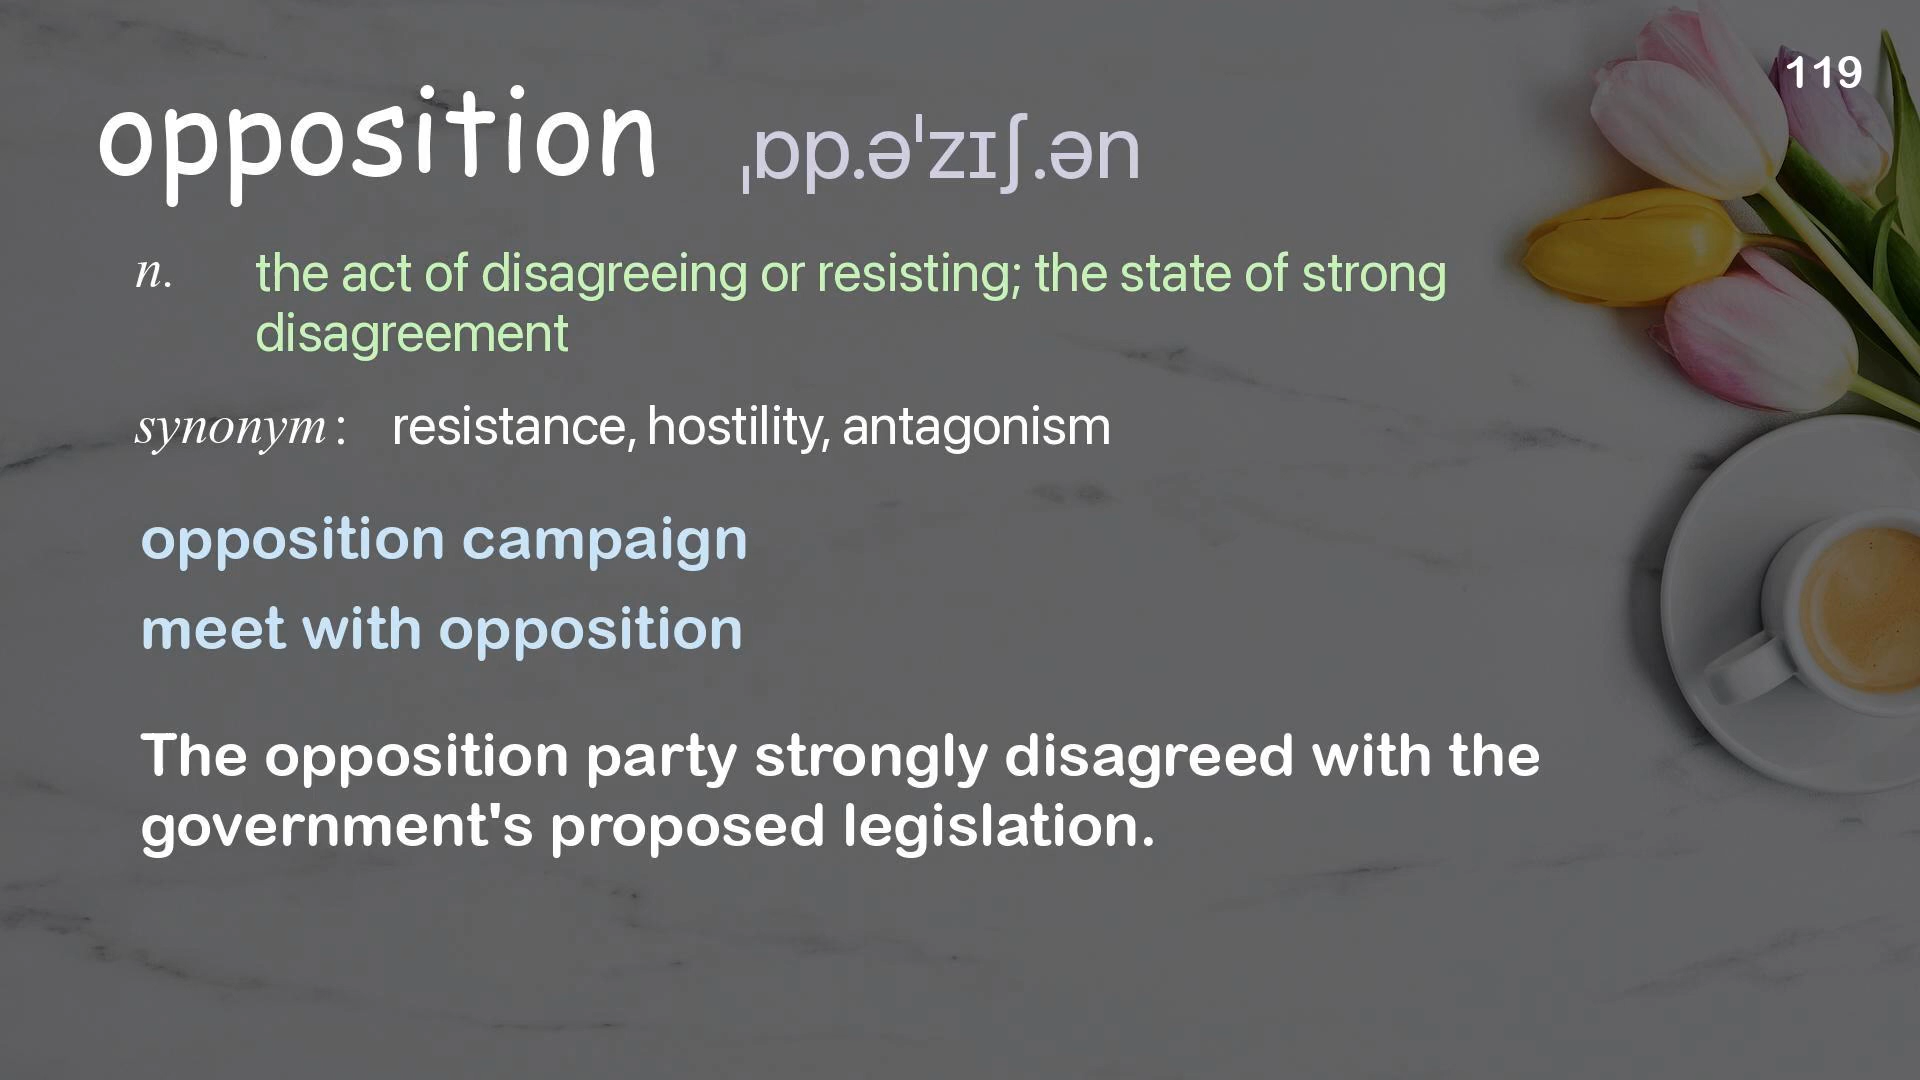 119
opposition ˌɒp.əˈzɪʃ.ən
n. the act of disagreeing or resisting; the state of strong
disagreement
synonym : resistance, hostility, antagonism
opposition campaign
meet with opposition
The opposition party strongly disagreed with the
government's proposed legislation.